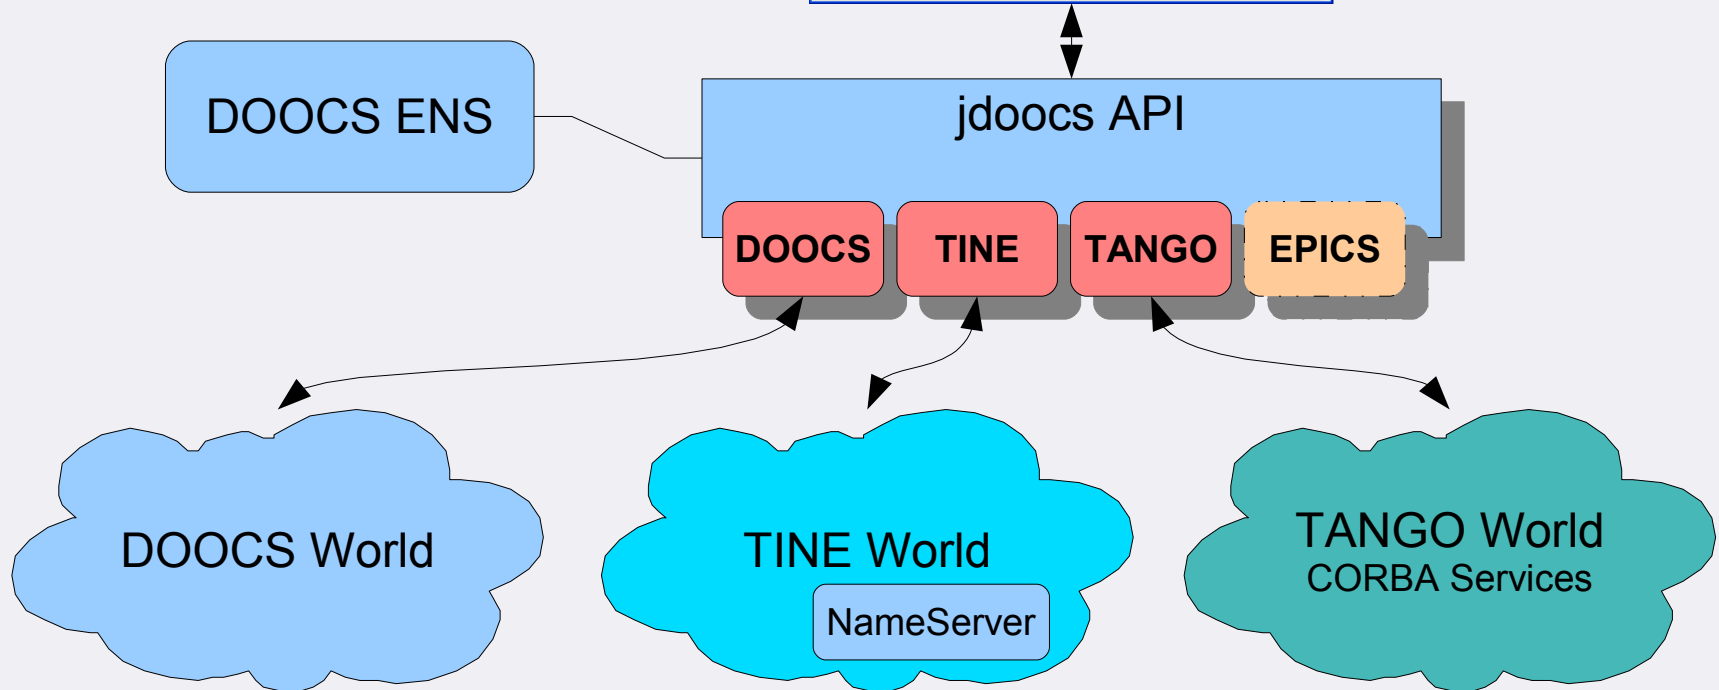 DOOCS ENS
jdoocs API
DOOCS
TINE
TANGO
EPICS
DOOCS World
TINE World
NameServer
TANGO World
CORBA Services